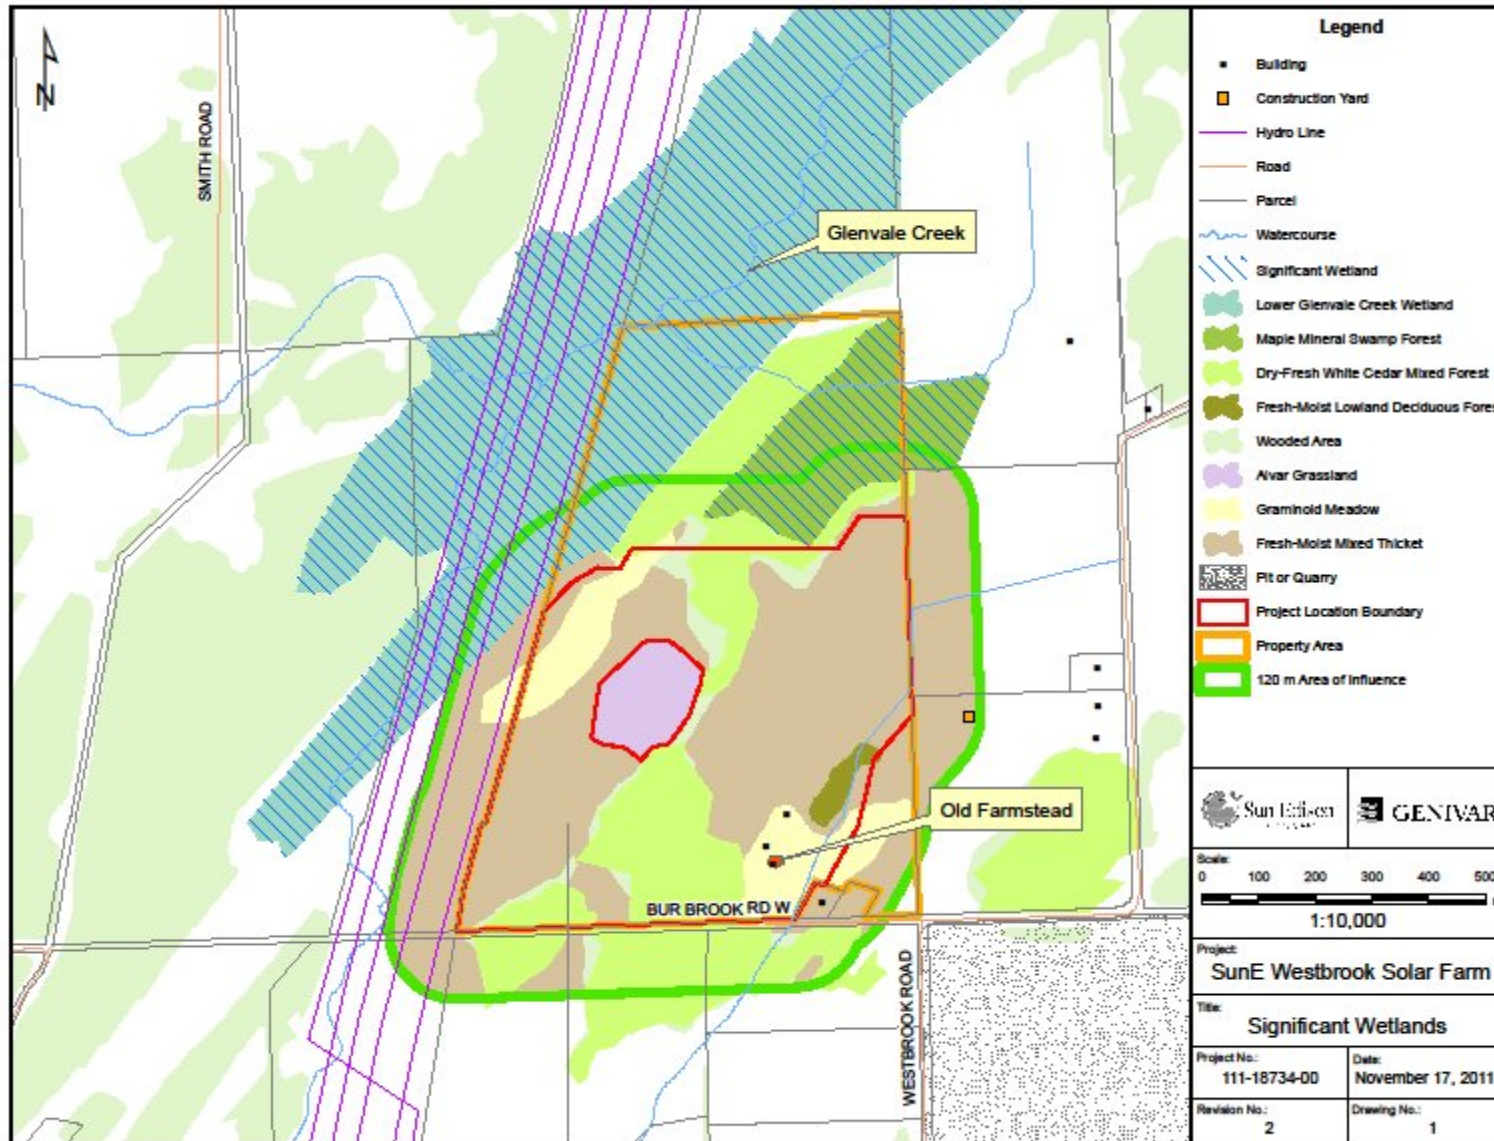 N
SMITH ROAD
Glenvale Creek
Old Farmstead
BUR BROOK RD W
WESTBROOK ROAD
Legend
Building
Construction Yard
Hydro Line
Road
Parcel
Watercourse
Significant Wetland
Lower Glenvale Creek Wetland
Maple Mineral Swamp Forest
Dry-Fresh White Cedar Mixed Forest
Fresh-Moist Lowland Deciduous Fores
Wooded Area
Alvar Grassland
Graminoid Meadow
Fresh-Moist Mixed Thicket
Pit or Quarry
Project Location Boundary
Property Area
120 m Area of Influence
Sun Edison
GENIVAR
Scale:
0 100 200 300 400 500
1:10,000
Project:
SunE Westbrook Solar Farm
Title:
Significant Wetlands
Project No.:
111-18734-00
Date:
November 17, 2011
Revision No.:
2
Drawing No.:
1